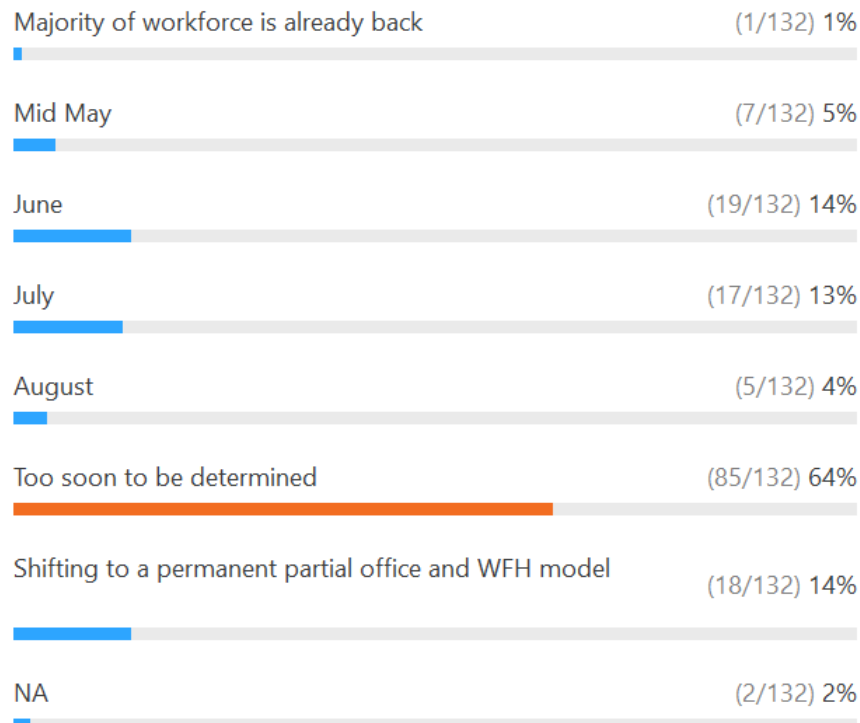 Majority of workforce is already back (1/132) 1%
Mid May (7/132) 5%
June (19/132) 14%
July (17/132) 13%
August (5/132) 4%
Too soon to be determined (85/132) 64%
Shifting to a permanent partial office and WFH model (18/132) 14%
NA (2/132) 2%